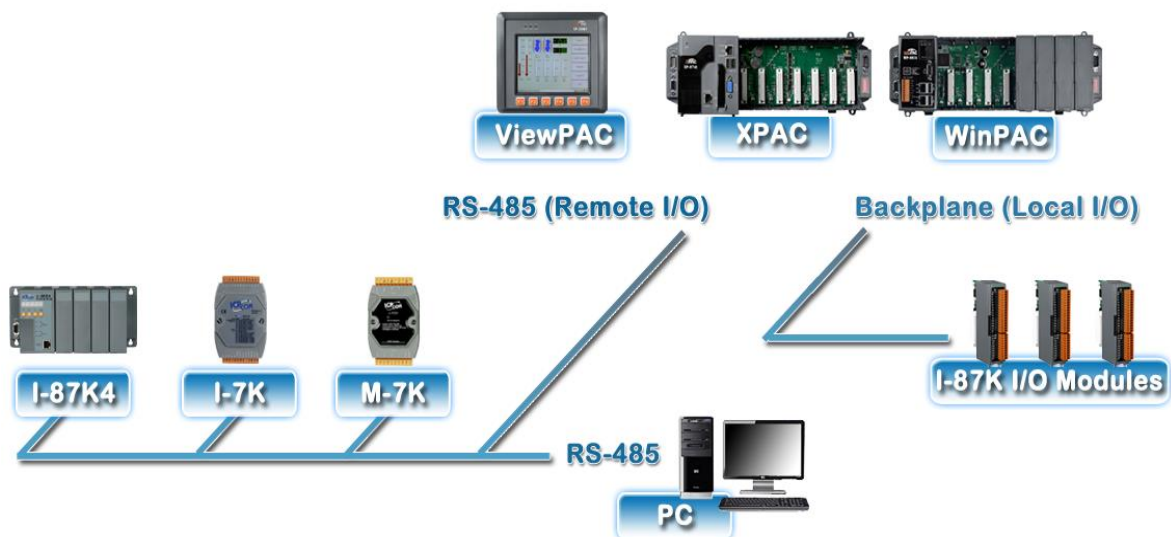 ViewPAC
XPAC
WinPAC
RS-485 (Remote I/O)
Backplane (Local I/O)
I-87K4
I-7K
M-7K
I-87K I/O Modules
RS-485
PC